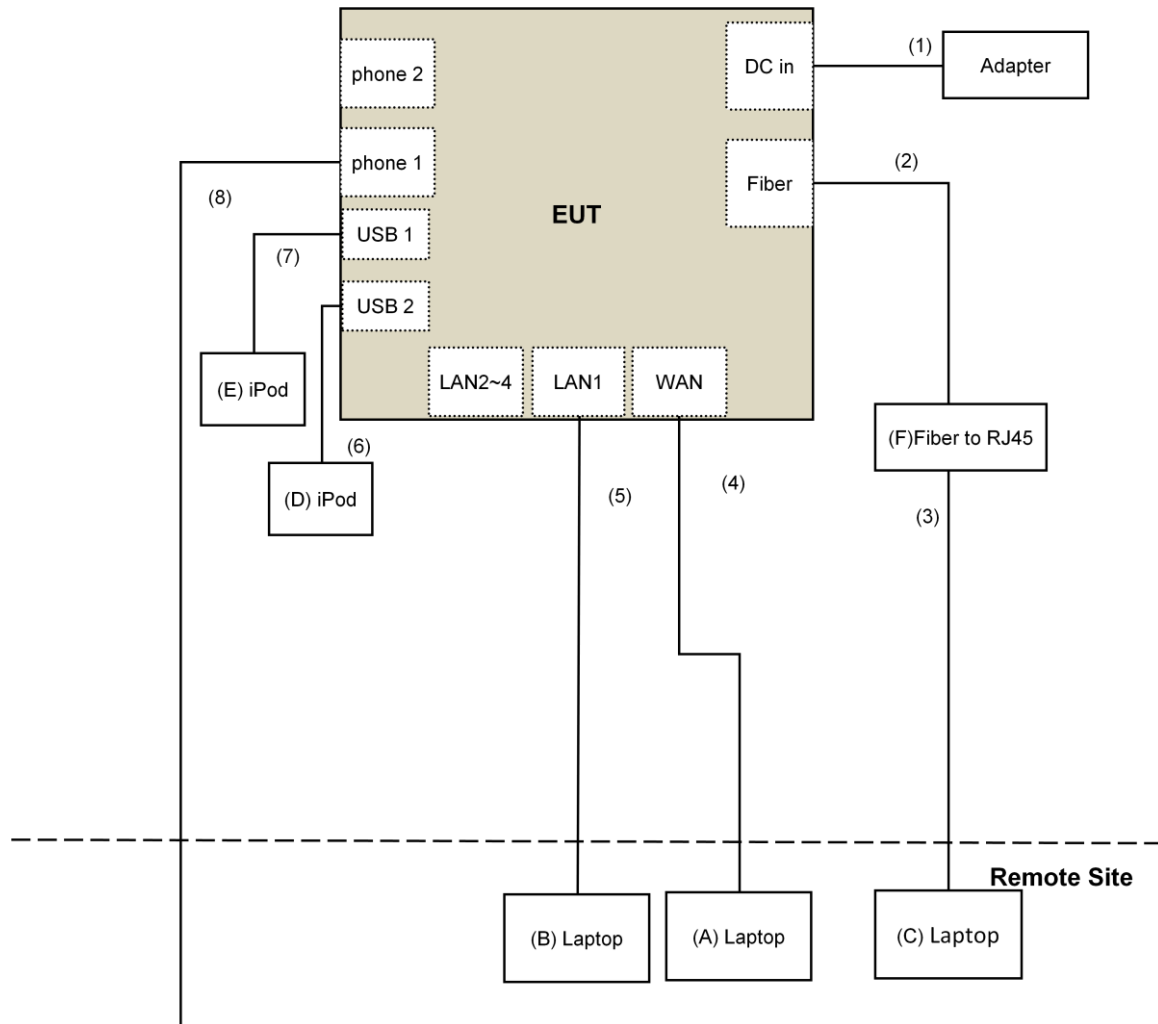 phone 2
DC in
(1)
Adapter
phone 1
Fiber
(2)
(8)
EUT
USB 1
(7)
USB 2
(E) iPod
LAN2~4
LAN1
WAN
(F)Fiber to RJ45
(6)
(D) iPod
(5)
(4)
(3)
Remote Site
(B) Laptop
(A) Laptop
(C) Laptop